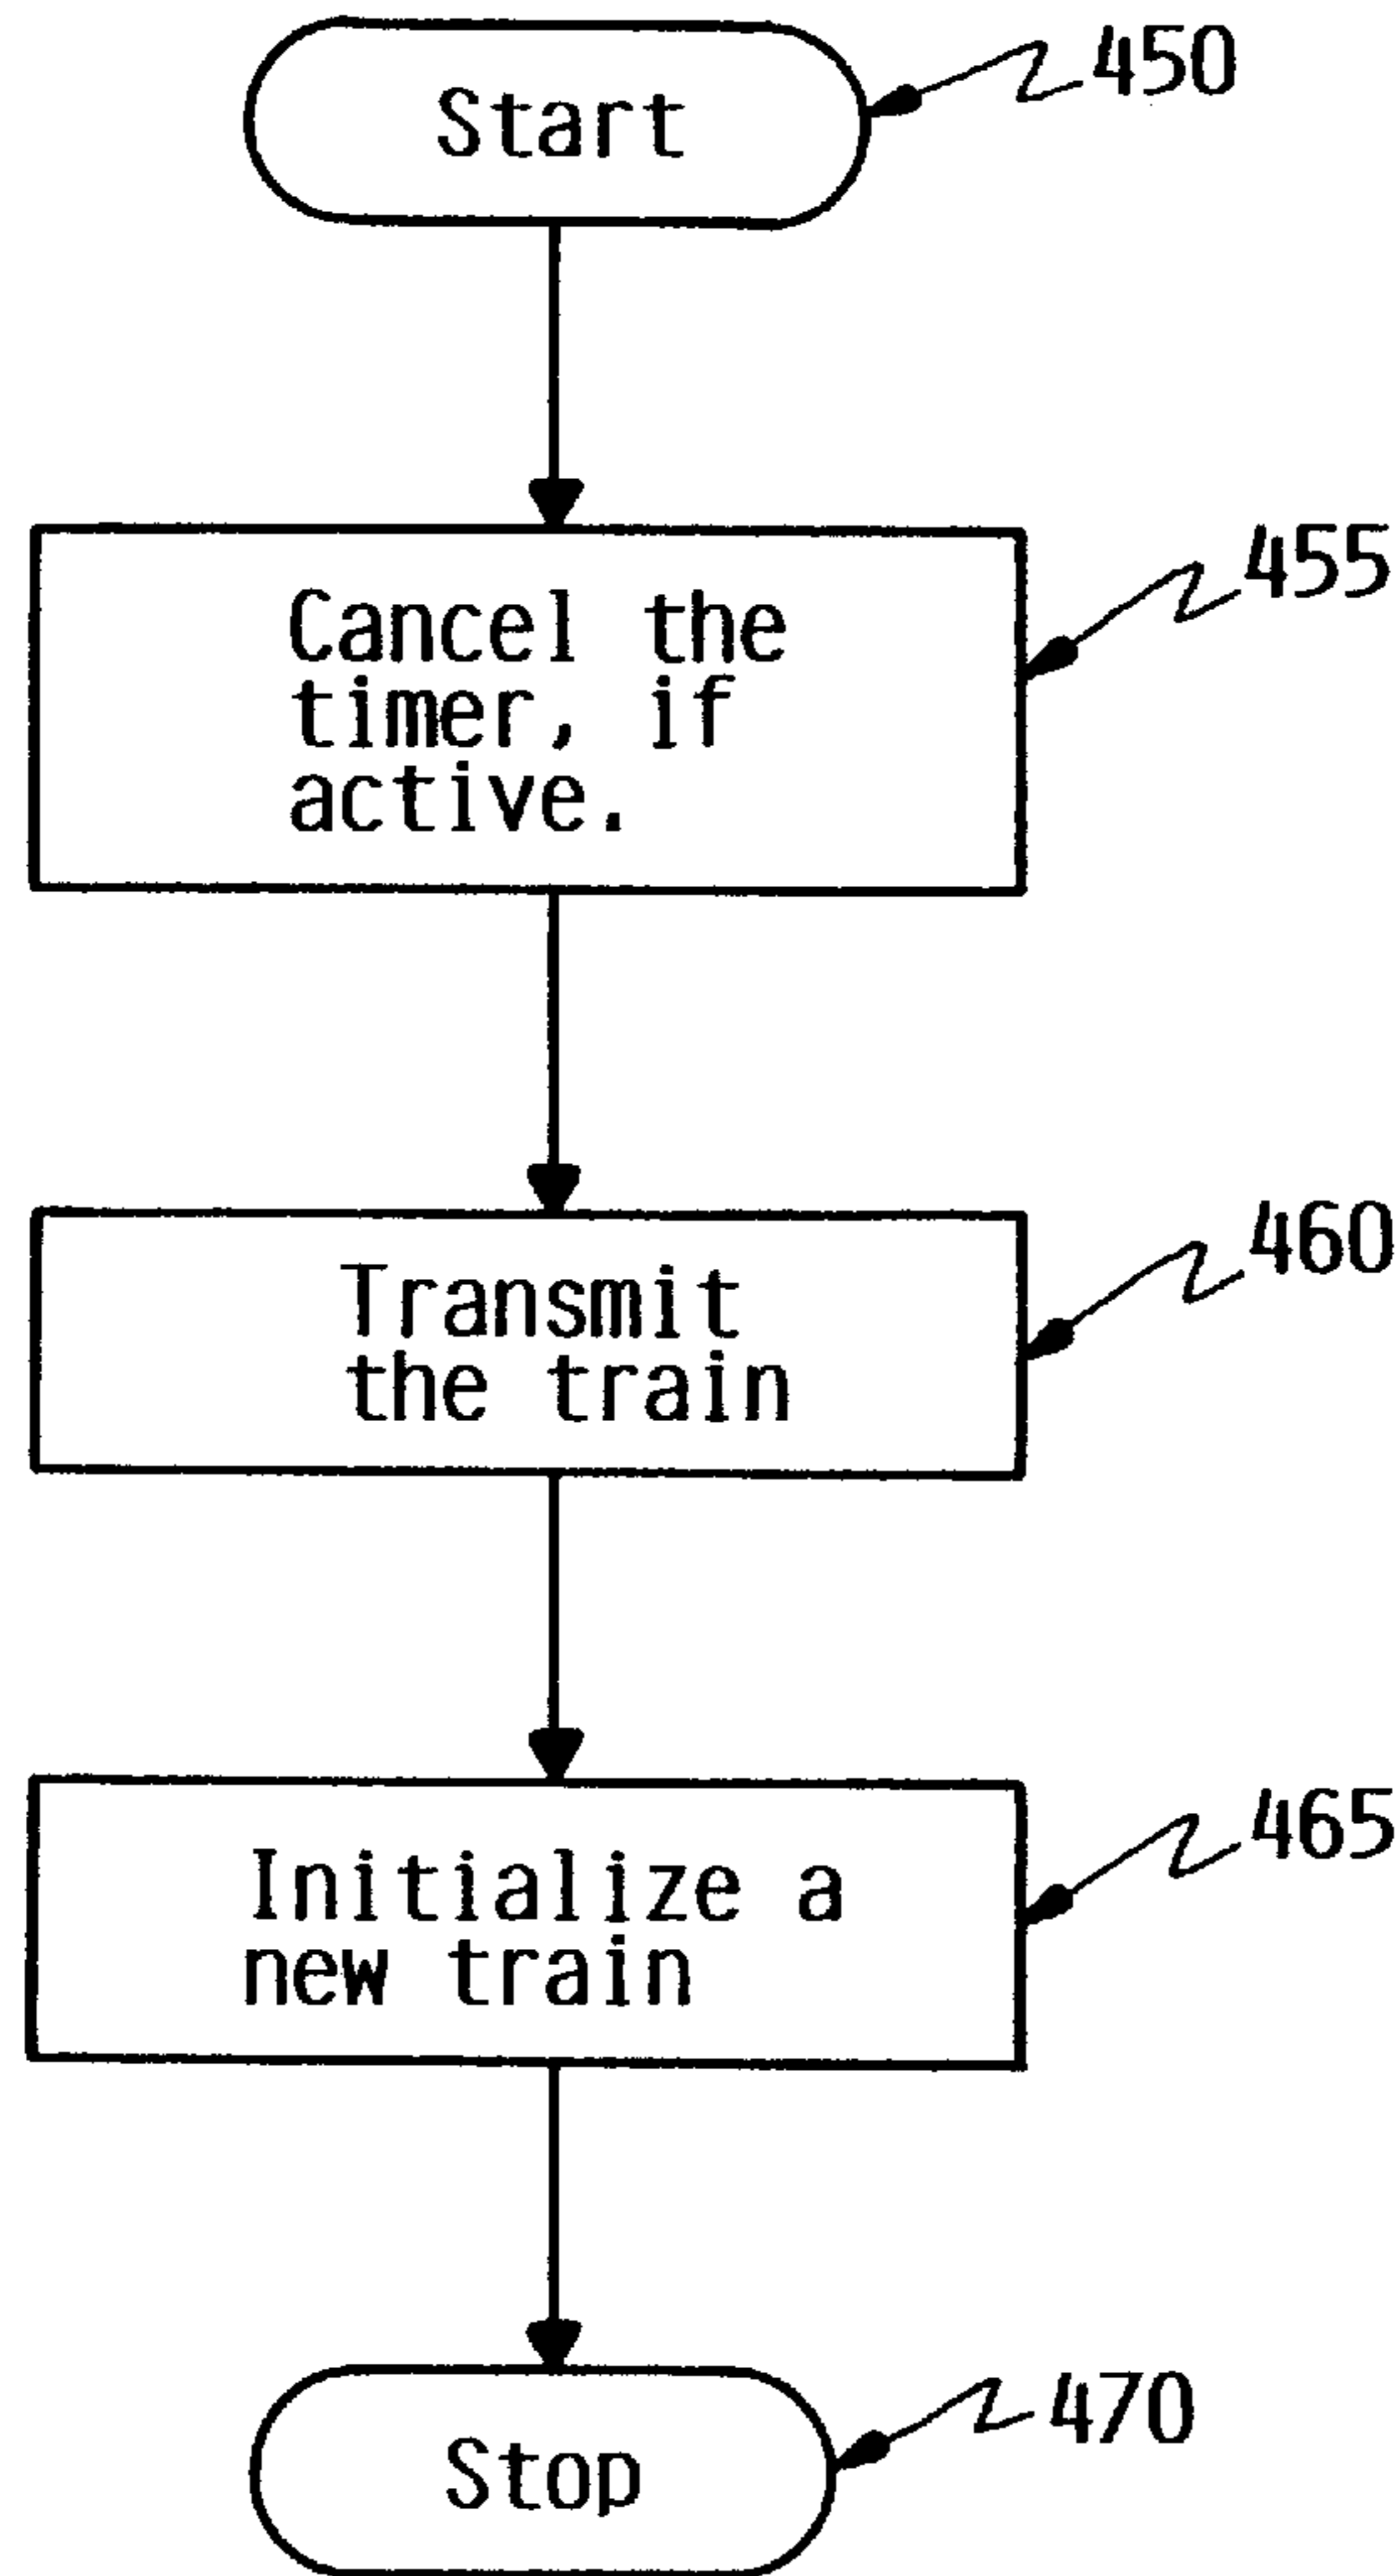 Start
450
Cancel the
timer, if
active.
455
Transmit
the train
460
Initialize a
new train
465
Stop
470